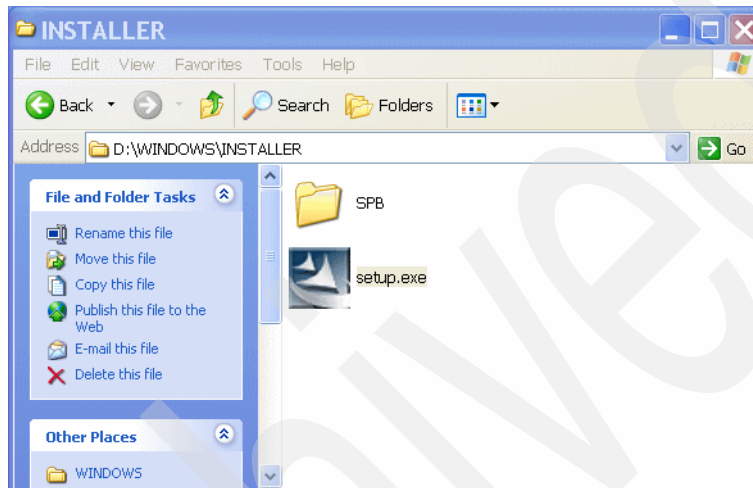 INSTALLER
File Edit View Favorites Tools Help
Back Search Folders
Address D:\WINDOWS\INSTALLER Go
File and Folder Tasks
Rename this file
Move this file
Copy this file
Publish this file to the
Web
E-mail this file
Delete this file
Other Places
WINDOWS
SPB
setup.exe